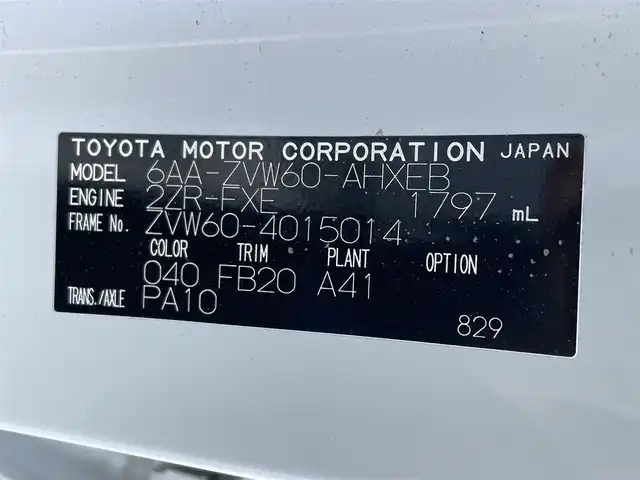 TOYOTA MOTOR CORPORATION JAPAN
MODEL 6AA-ZVW60-AHXEB
ENGINE 2ZR-FXE 1797 mL
FRAME No. ZVW60-4015014
COLOR TRIM PLANT OPTION
040 FB20 A41
TRANS./AXLE PA10
829